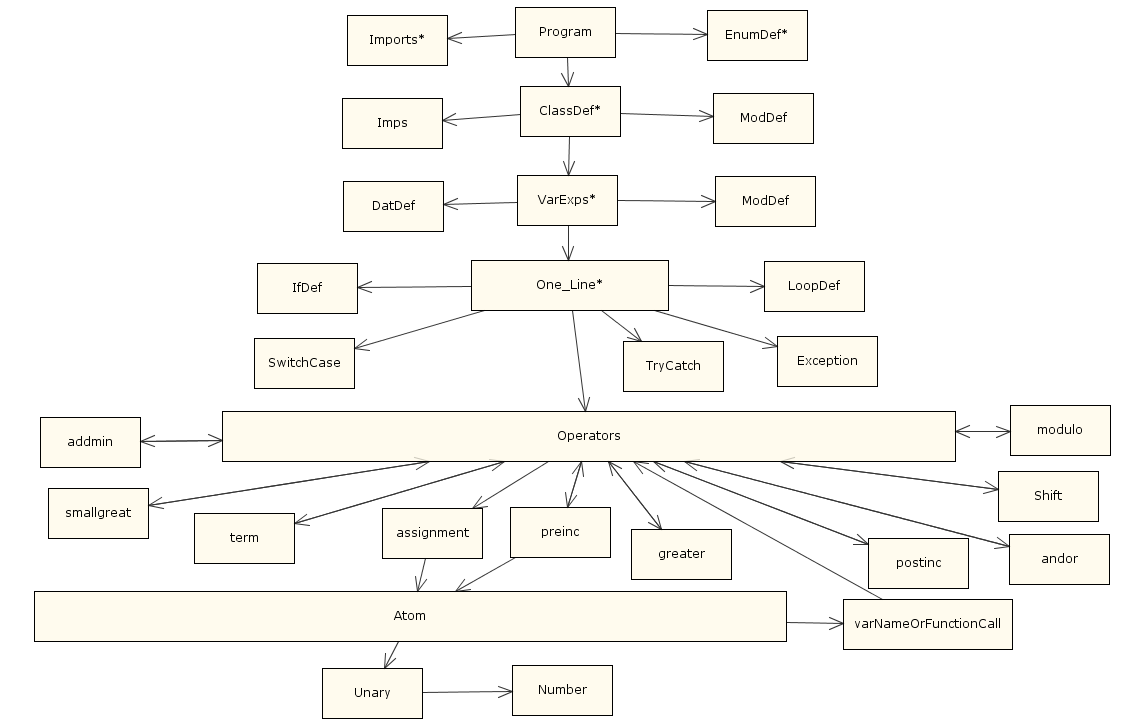 Imports*
Program
EnumDef*
Imps
ClassDef*
ModDef
DatDef
VarExps*
ModDef
IfDef
One_Line*
LoopDef
SwitchCase
TryCatch
Exception
addmin
Operators
modulo
smallgreat
term
assignment
preinc
greater
postinc
Shift
andor
Atom
varNameOrFunctionCall
Unary
Number